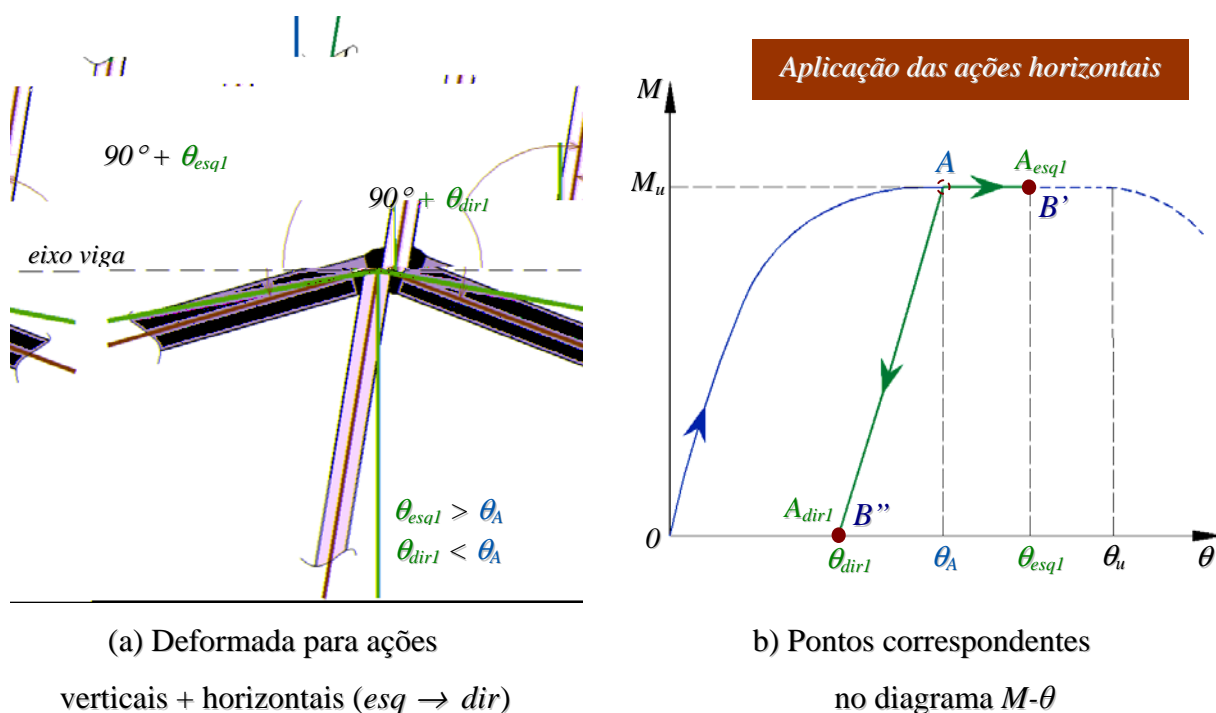 Aplicação das ações horizontais
90° + θesq1
90° + θdir1
eixo viga
θesq1 > θA
θdir1 < θA
M
A
Aesq1
Mu
B'
Adir1
B”
0
θdir1
θA
θesq1
θu
θ
(a) Deformada para ações
verticais + horizontais (esq → dir)
b) Pontos correspondentes
no diagrama M-θ